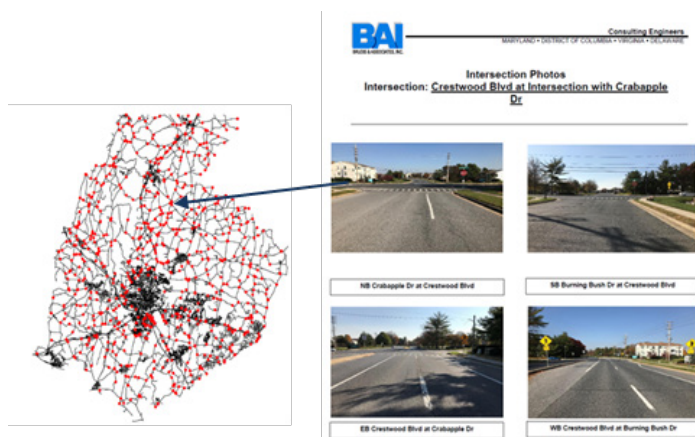 BAI
Consulting Engineers
MARYLAND • DISTRICT OF COLUMBIA • VIRGINIA • DELAWARE
Intersection Photos
Intersection: Crestwood Blvd at Intersection with Crabapple
Dr
NB Crabapple Dr at Crestwood Blvd
SB Burning Bush Dr at Crestwood Blvd
EB Crestwood Blvd at Crabapple Dr
WB Crestwood Blvd at Burning Bush Dr